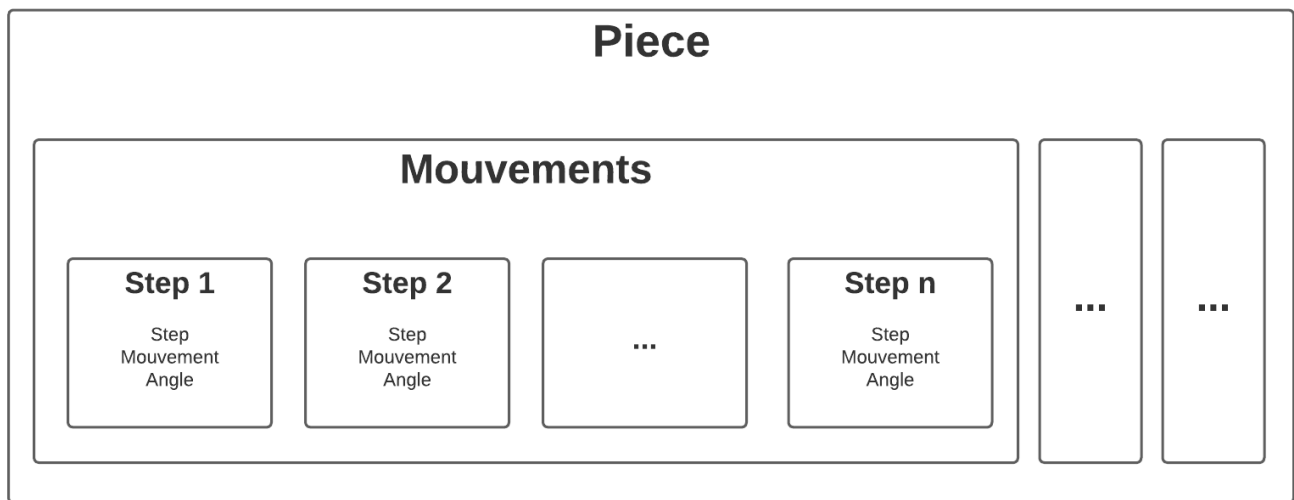 Piece
Mouvements
Step 1
Step
Mouvement
Angle
Step 2
Step
Mouvement
Angle
...
Step n
Step
Mouvement
Angle
...
...